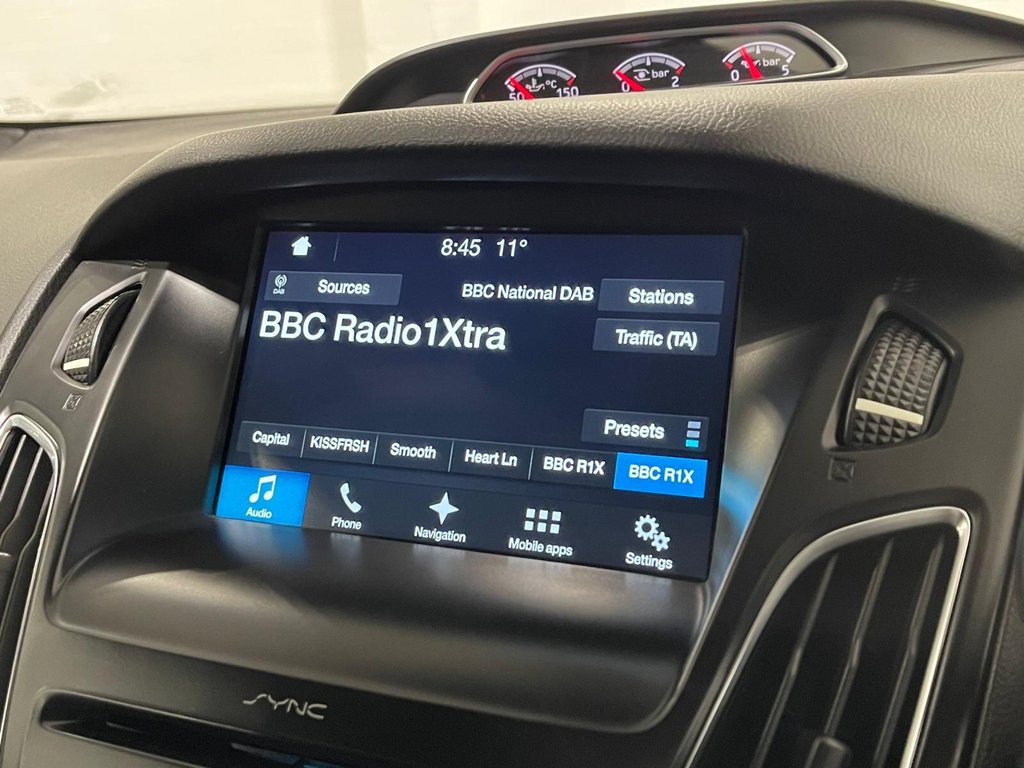 50 °C 150
0 bar 2
0 bar 5
8:45 11°
DAB Sources BBC National DAB Stations
BBC Radio1Xtra Traffic (TA)
Presets
Capital KISSFRSH Smooth Heart Ln BBC R1X BBC R1X
Audio Phone Navigation Mobile apps Settings
SYNC